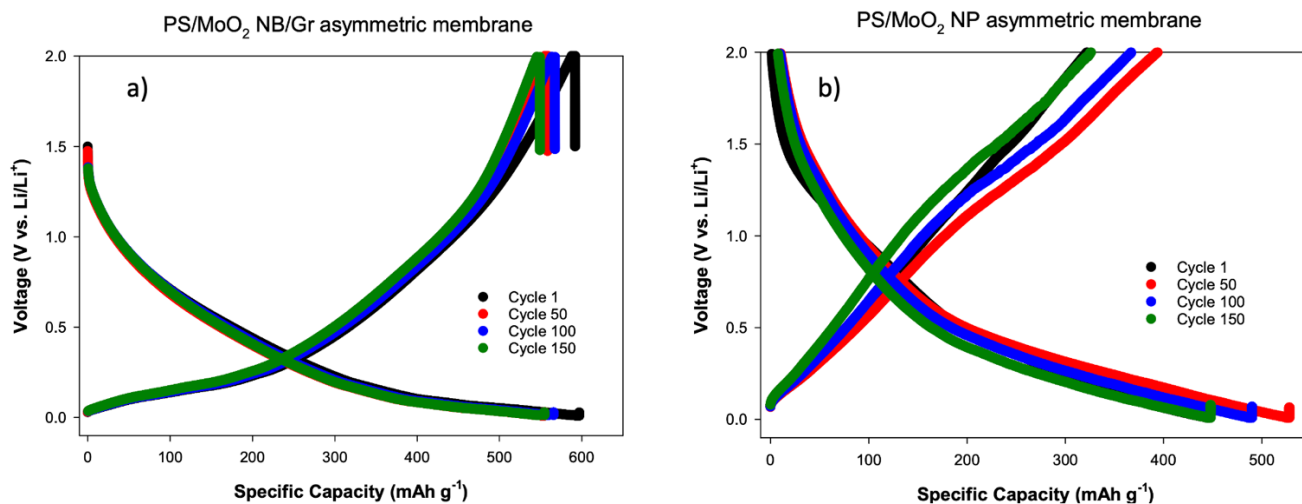 PS/MoO₂ NB/Gr asymmetric membrane
a)
2.0
1.5
1.0
0.5
0.0
Voltage (V vs. Li/Li⁺)
Cycle 1
Cycle 50
Cycle 100
Cycle 150
0 100 200 300 400 500 600
Specific Capacity (mAh g⁻¹)
PS/MoO₂ NP asymmetric membrane
b)
2.0
1.5
1.0
0.5
0.0
Voltage (V vs. Li/Li⁺)
Cycle 1
Cycle 50
Cycle 100
Cycle 150
0 100 200 300 400 500
Specific Capacity (mAh g⁻¹)